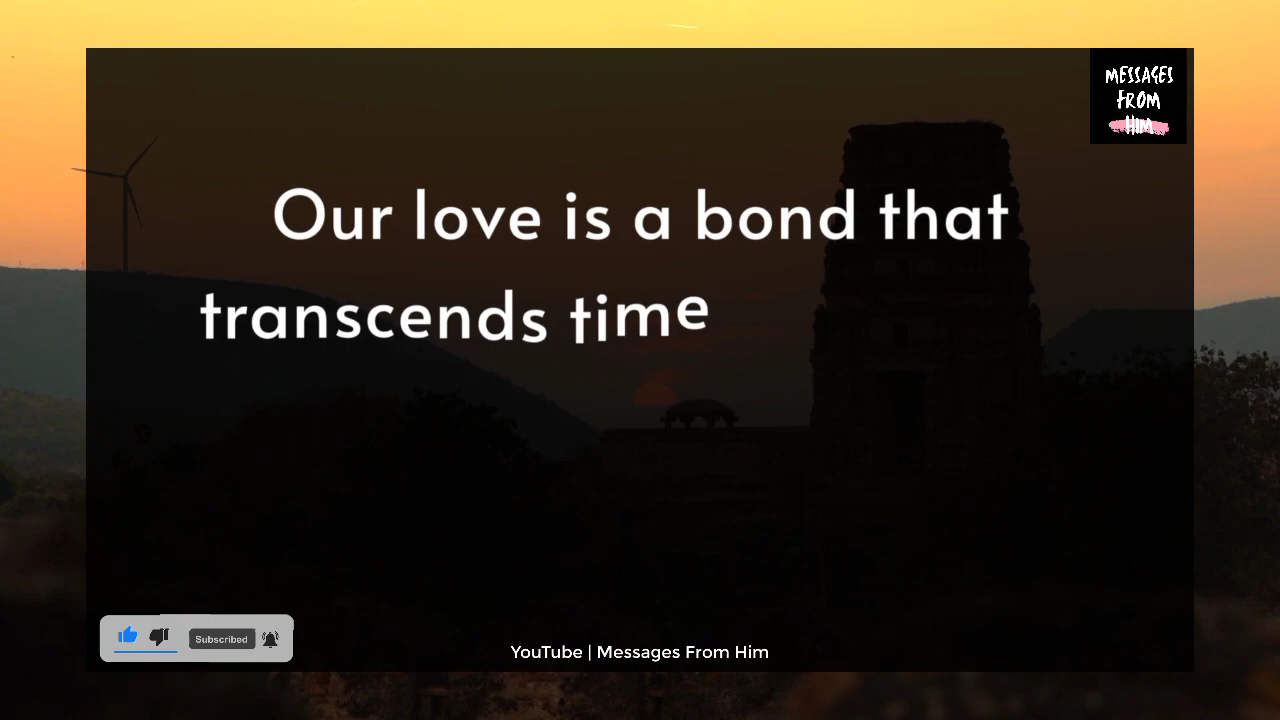 MESSAGES
FROM
HIM
Our love is a bond that
transcends time
Subscribed
YouTube | Messages From Him